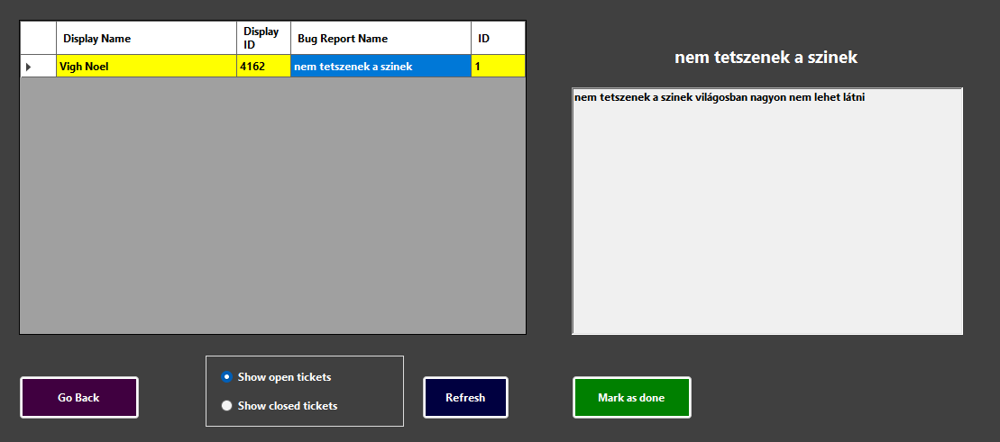 Display Name
Display ID
Bug Report Name
ID
Vigh Noel
4162
nem tetszenek a szinek
1
nem tetszenek a szinek
nem tetszenek a szinek világosban nagyon nem lehet látni
Go Back
Show open tickets
Show closed tickets
Refresh
Mark as done